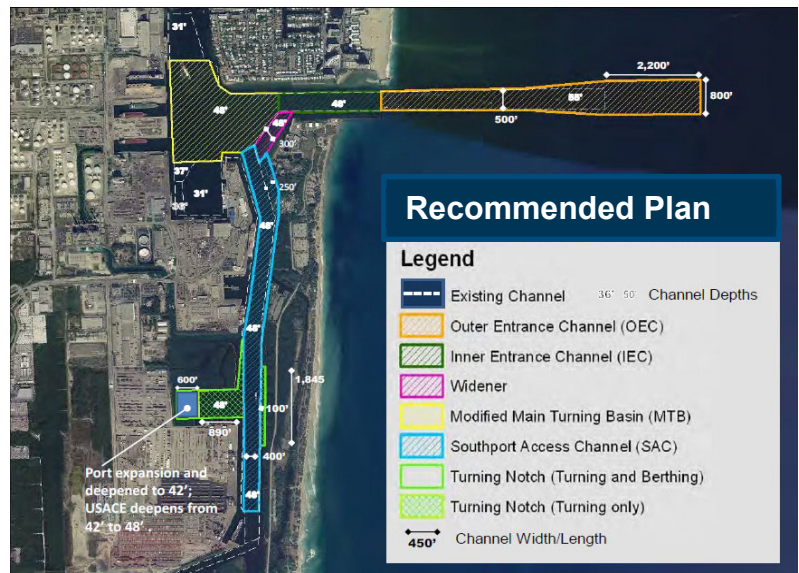 31'
2,200'
48'
48'
55'
800'
500'
48'
300'
37'
31'
250'
48'
Recommended Plan
Legend
Existing Channel 36' 50' Channel Depths
Outer Entrance Channel (OEC)
Inner Entrance Channel (IEC)
Widener
Modified Main Turning Basin (MTB)
Southport Access Channel (SAC)
Turning Notch (Turning and Berthing)
Turning Notch (Turning only)
450' Channel Width/Length
48'
1,845
600'
48'
100'
890'
400'
Port expansion and
deepened to 42';
USACE deepens from
42' to 48' .
48'